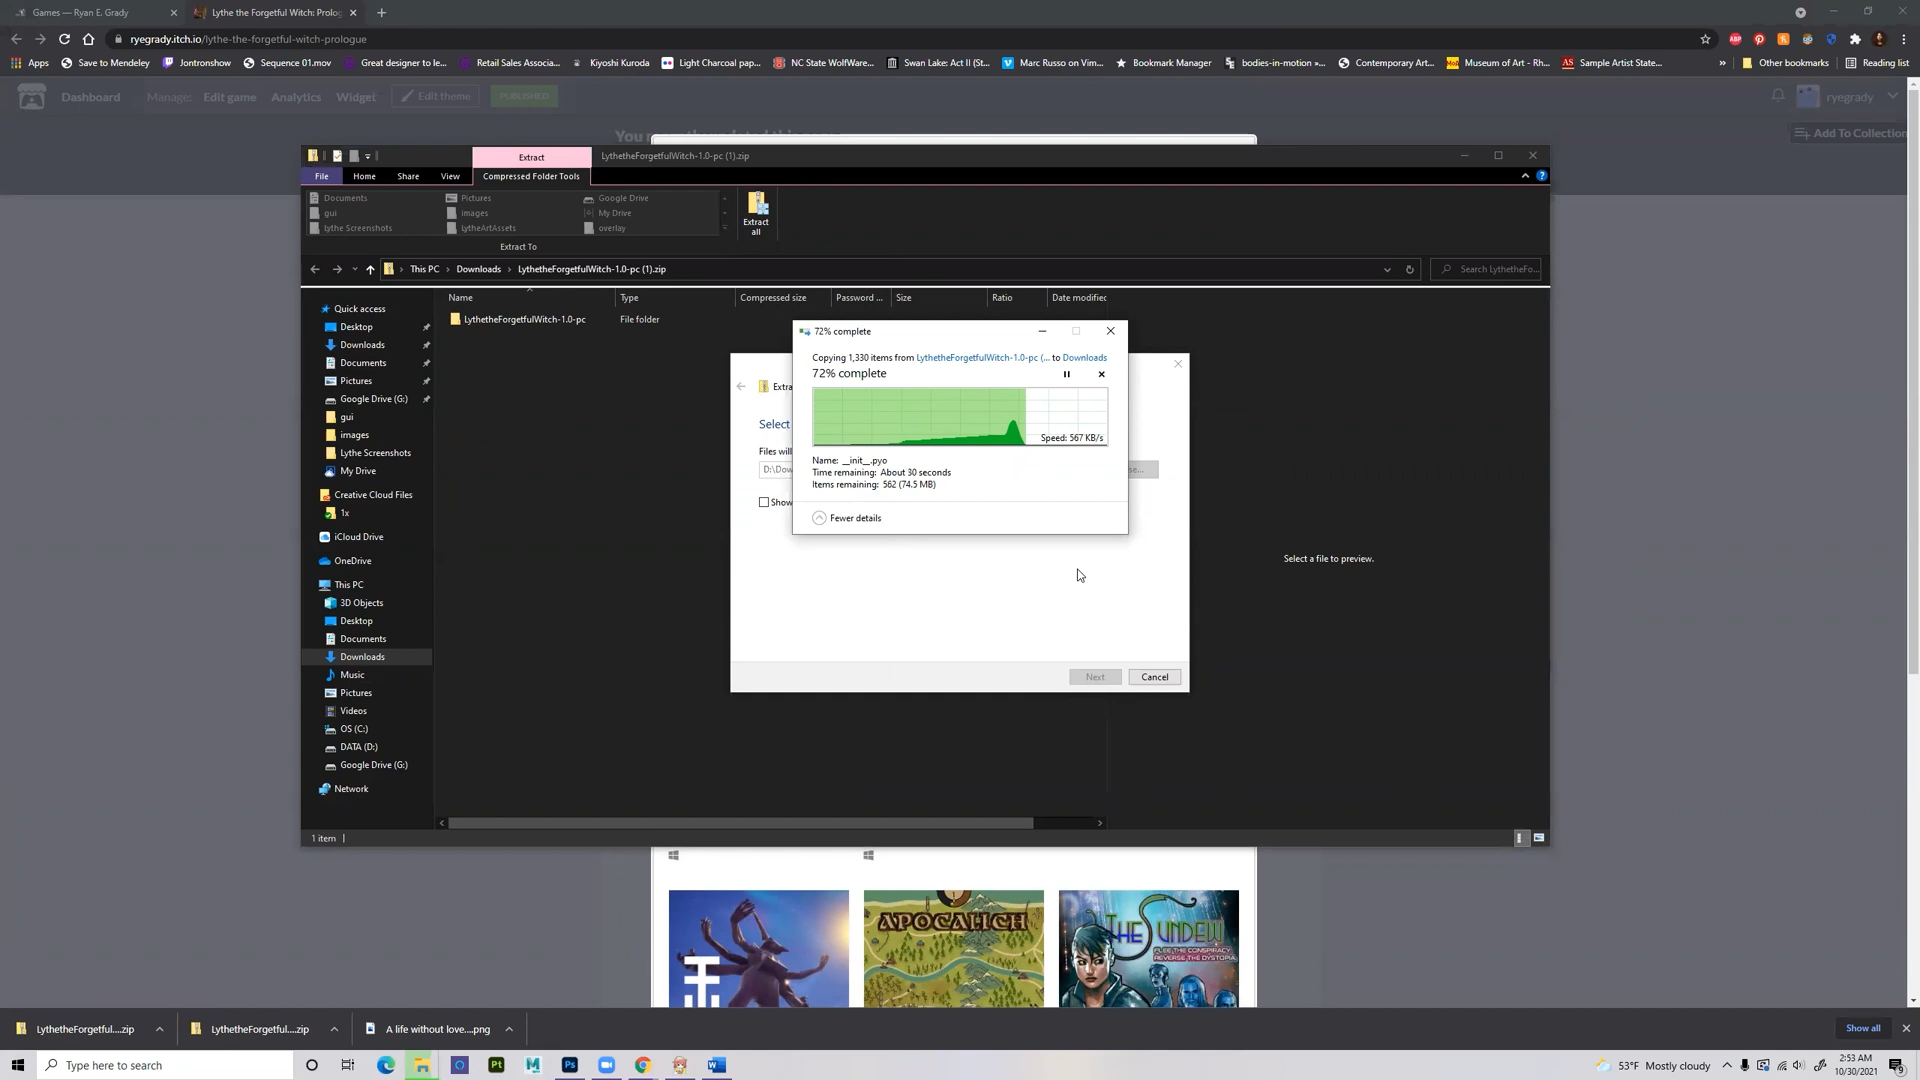 Games — Ryan E. Grady
Lythe the Forgetful Witch: Prolog
ryegrady.itch.io/lythe-the-forgetful-witch-prologue
Apps Save to Mendeley Jontronshow Sequence 01.mov Great designer to le... Retail Sales Associa... Kiyoshi Kuroda Light Charcoal pap... NC State WolfWare... Swan Lake: Act II (St... Marc Russo on Vim... Bookmark Manager bodies-in-motion »... Contemporary Art... Museum of Art - Rh... Sample Artist State... » Other bookmarks Reading list
Dashboard Manage: Edit game Analytics Widget Edit theme PUBLISHED ryegrady
Add To Collection
Extract LythetheForgetfulWitch-1.0-pc (1).zip
File Home Share View Compressed Folder Tools
Documents Pictures Google Drive
gui images My Drive
Lythe Screenshots LytheArtAssets overlay
Extract all
Extract To
This PC Downloads LythetheForgetfulWitch-1.0-pc (1).zip Search LythetheFo...
Name Type Compressed size Password ... Size Ratio Date modified
LythetheForgetfulWitch-1.0-pc File folder
Quick access
Desktop
Downloads
Documents
Pictures
Google Drive (G:)
gui
images
Lythe Screenshots
My Drive
Creative Cloud Files
1x
iCloud Drive
OneDrive
This PC
3D Objects
Desktop
Documents
Downloads
Music
Pictures
Videos
OS (C:)
DATA (D:)
Google Drive (G:)
Network
72% complete
Copying 1,330 items from LythetheForgetfulWitch-1.0-pc (... to Downloads
72% complete
Speed: 567 KB/s
Name: __init__.pyo
Time remaining: About 30 seconds
Items remaining: 562 (74.5 MB)
Fewer details
Extra
Select
Files will
D:\Dow
Show
Next Cancel
Select a file to preview.
1 item
APOCALICH
THE SUNDEW
FLEE THE CONSPIRACY
REVERSE THE DYSTOPIA
LythetheForgetful....zip LythetheForgetful....zip A life without love....png Show all
Type here to search
Pt
Ps
53°F Mostly cloudy
2:53 AM
10/30/2021